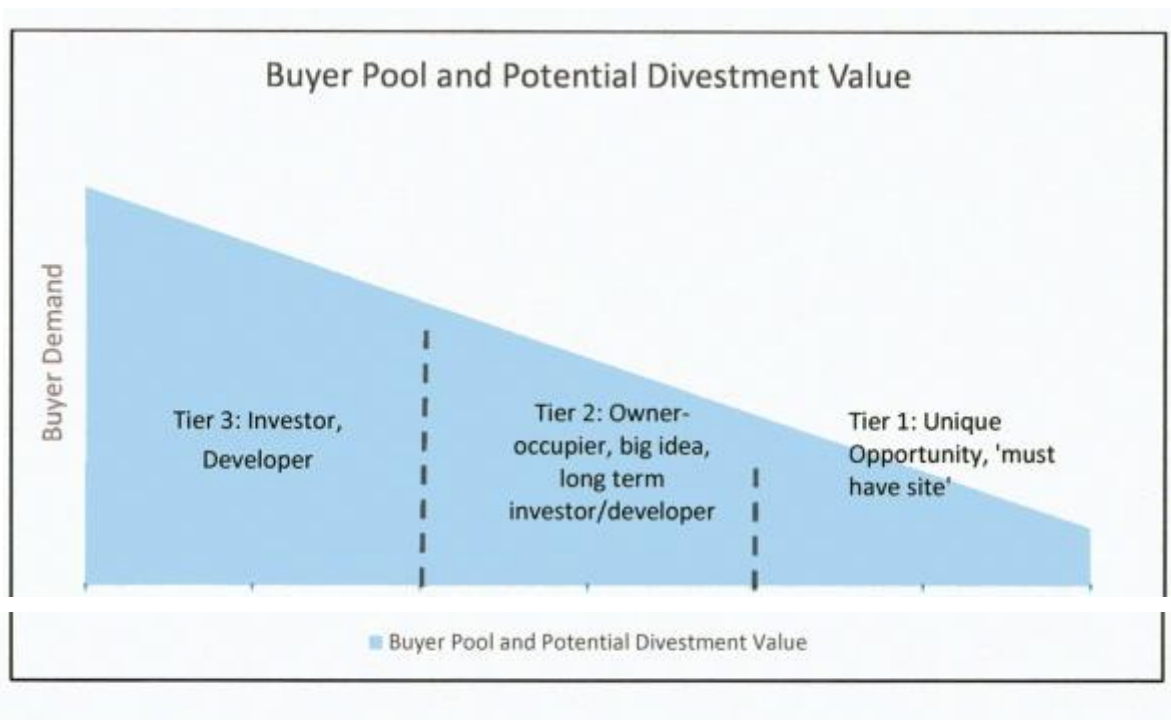 Buyer Pool and Potential Divestment Value
Buyer Demand
Tier 3: Investor,
Developer
Tier 2: Owner-
occupier, big idea,
long term
investor/developer
Tier 1: Unique
Opportunity, 'must
have site'
Buyer Pool and Potential Divestment Value